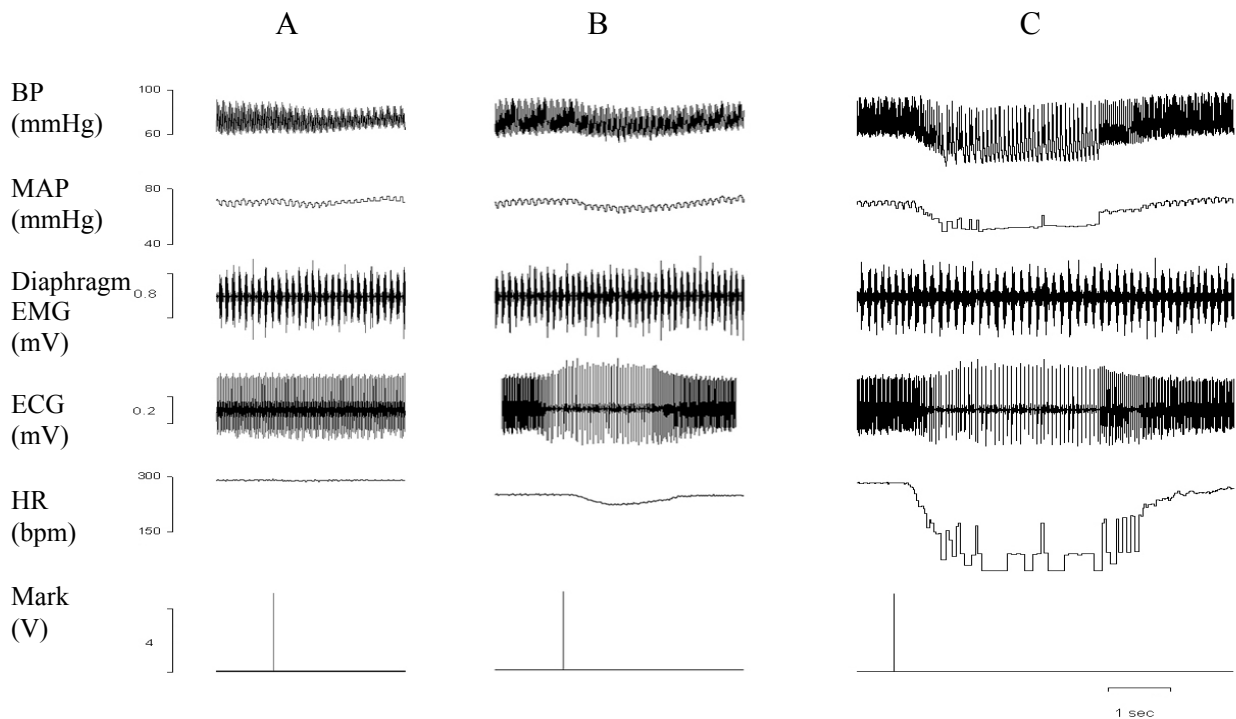 A B C
BP
(mmHg)
100
60
MAP
(mmHg)
80
40
Diaphragm
EMG
(mV)
0.8
ECG
(mV)
0.2
HR
(bpm)
300
150
Mark
(V)
4
1 sec